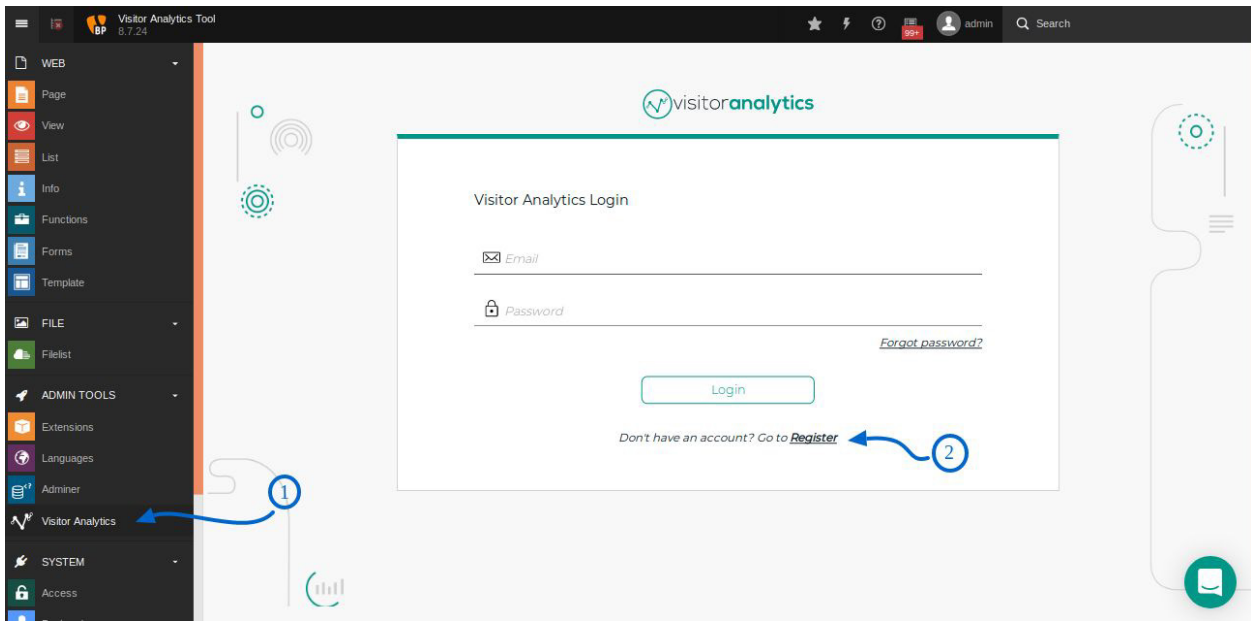 Visitor Analytics Tool
8.7.24
BP
99+
admin
Search
WEB
Page
View
List
Info
Functions
Forms
Template
FILE
Filelist
ADMIN TOOLS
Extensions
Languages
Adminer
Visitor Analytics
SYSTEM
Access
visitoranalytics
Visitor Analytics Login
Email
Password
Forgot password?
Login
Don't have an account? Go to Register
1
2